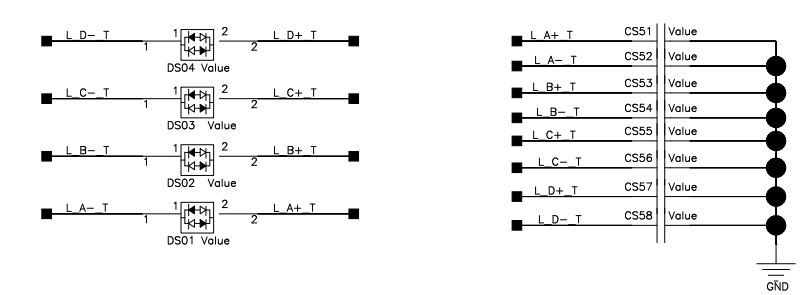 L_D-_T 1 1 2 2 L_D+_T
DS04 Value
L_C-_T 1 1 2 2 L_C+_T
DS03 Value
L_B-_T 1 1 2 2 L_B+_T
DS02 Value
L_A-_T 1 1 2 2 L_A+_T
DS01 Value
L_A+_T CS51 Value
L_A-_T CS52 Value
L_B+_T CS53 Value
L_B-_T CS54 Value
L_C+_T CS55 Value
L_C-_T CS56 Value
L_D+_T CS57 Value
L_D-_T CS58 Value
GND